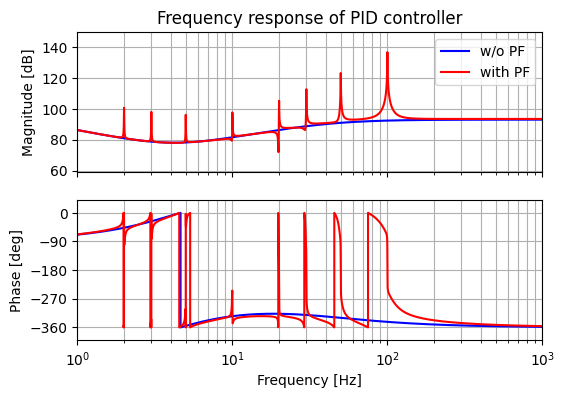 Frequency response of PID controller
Magnitude [dB]
140
120
100
80
60
w/o PF
with PF
Phase [deg]
0
−90
−180
−270
−360
10^0
10^1
10^2
10^3
Frequency [Hz]